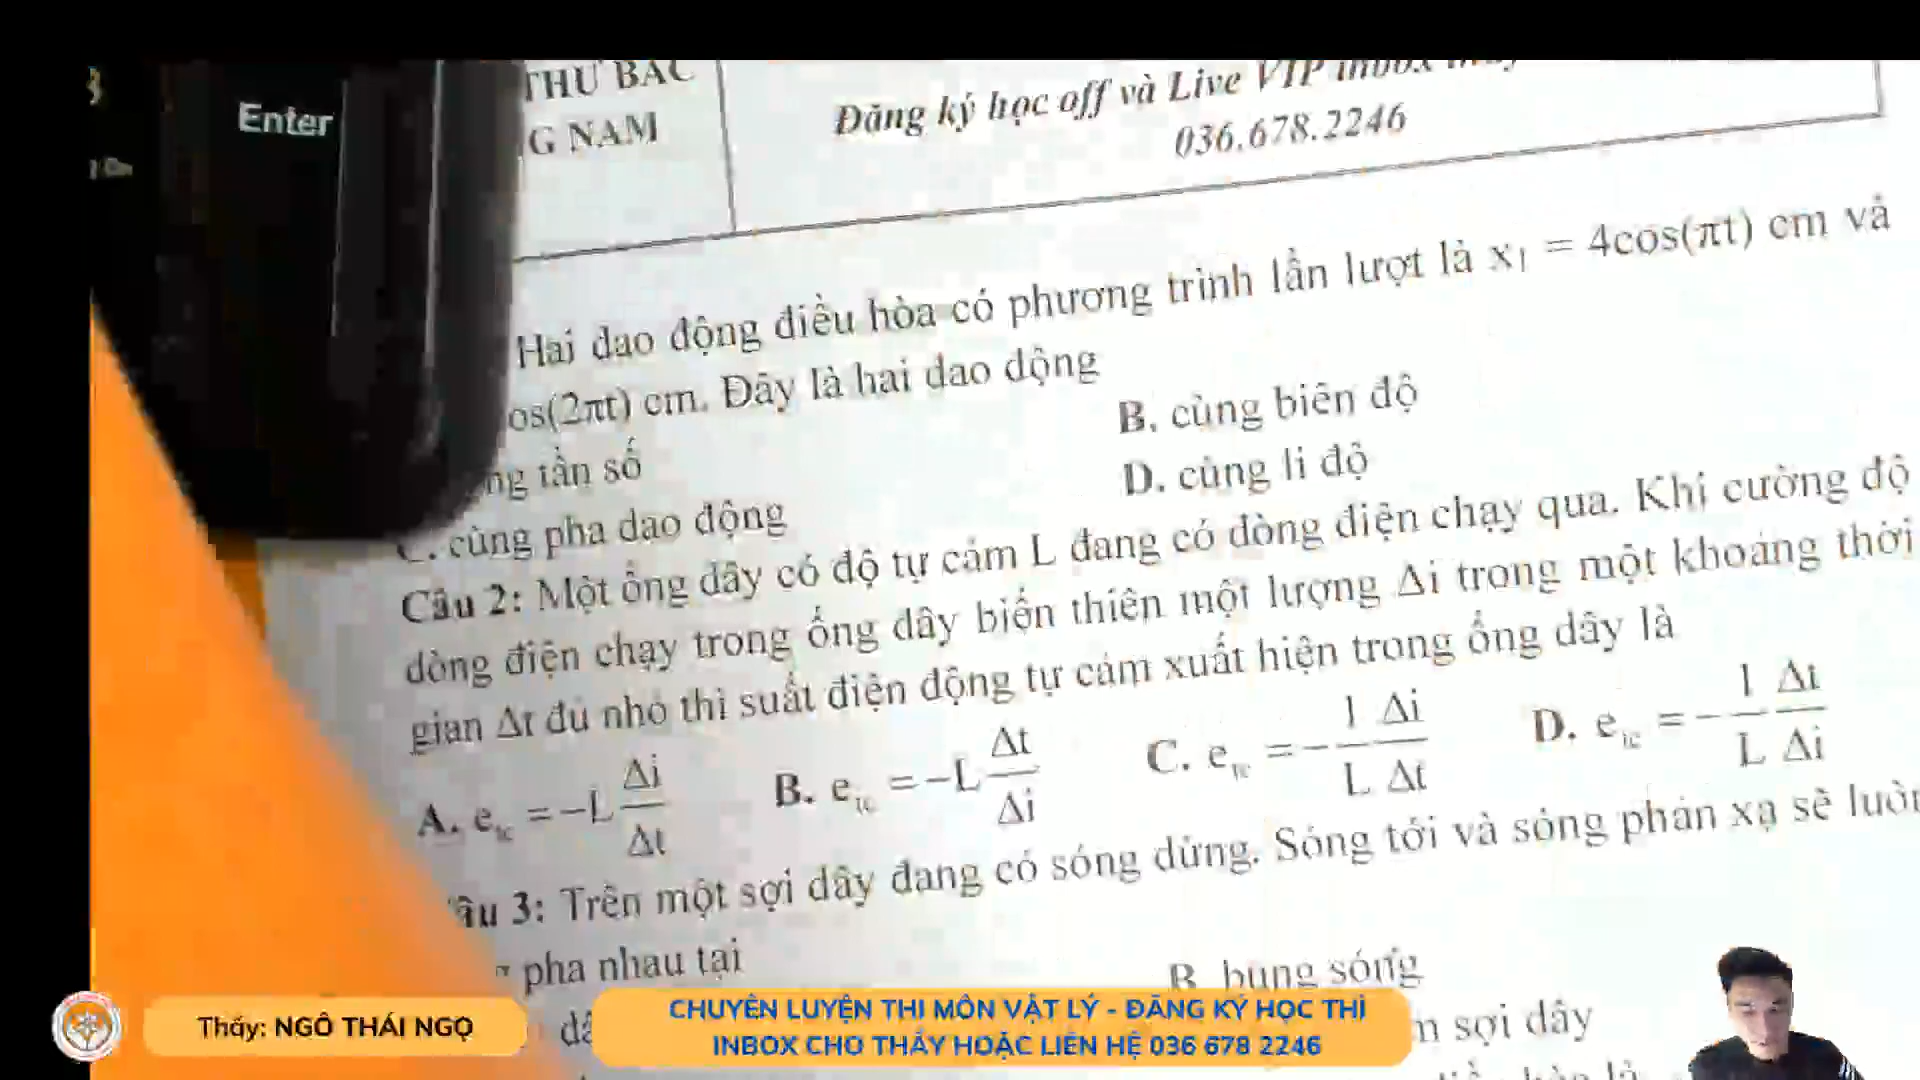 Enter
THƯ BẮC
G NAM
Đăng ký học off và Live VIP inbox
036.678.2246
Hai dao động điều hòa có phương trình lần lượt là x₁ = 4cos(πt) cm và
os(2πt) cm. Đây là hai dao động
ng tần số
B. cùng biên độ
C. cùng pha dao động
D. cùng li độ
Câu 2: Một ống dây có độ tự cảm L đang có dòng điện chạy qua. Khi cường độ
dòng điện chạy trong ống dây biến thiên một lượng Δi trong một khoảng thời
gian Δt đủ nhỏ thì suất điện động tự cảm xuất hiện trong ống dây là
A. e_tc = -L Δi/Δt B. e_tc = -L Δt/Δi C. e_tc = -1/L Δi/Δt D. e_tc = -1/L Δt/Δi
âu 3: Trên một sợi dây đang có sóng dừng. Sóng tới và sóng phản xạ sẽ luôn
pha nhau tại
B. bụng sóng
sợi dây
Thầy: NGÔ THÁI NGỌ
CHUYÊN LUYỆN THI MÔN VẬT LÝ - ĐĂNG KÝ HỌC THÌ
INBOX CHO THẦY HOẶC LIÊN HỆ 036 678 2246